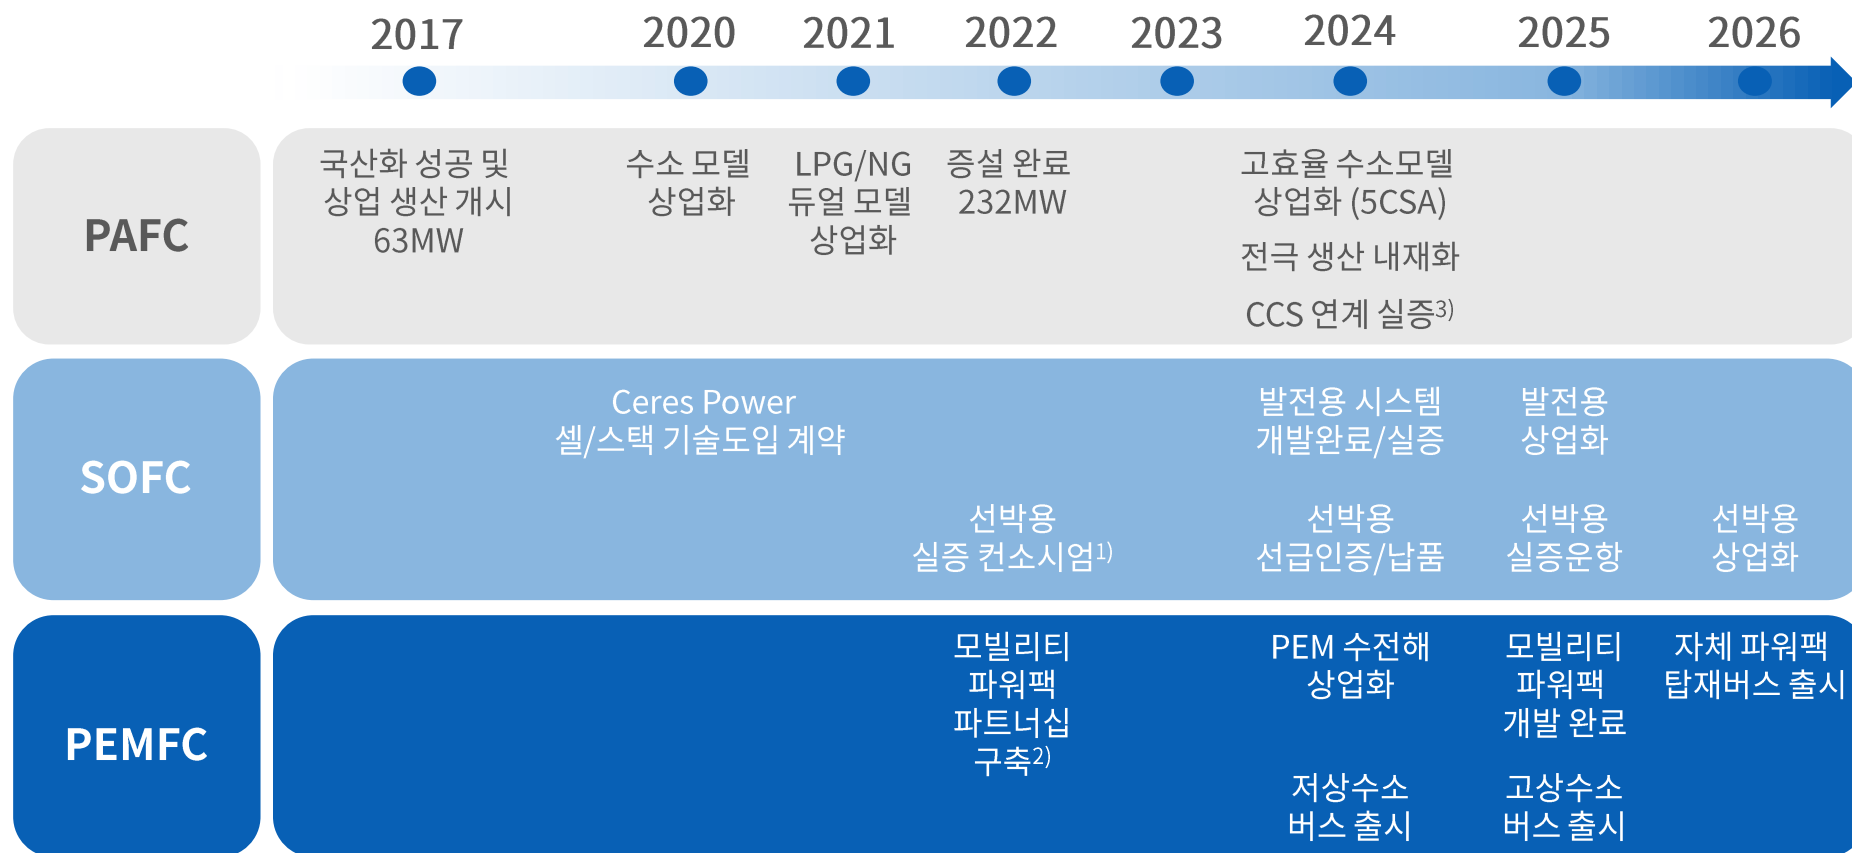 2017 2020 2021 2022 2023 2024 2025 2026
PAFC
국산화 성공 및
상업 생산 개시
63MW
수소 모델
상업화
LPG/NG
듀얼 모델
상업화
증설 완료
232MW
고효율 수소모델
상업화 (5CSA)
전극 생산 내재화
CCS 연계 실증3)
SOFC
Ceres Power
셀/스택 기술도입 계약
선박용
실증 컨소시엄1)
발전용 시스템
개발완료/실증
선박용
선급인증/납품
발전용
상업화
선박용
실증운항
선박용
상업화
PEMFC
모빌리티
파워팩
파트너십
구축2)
PEM 수전해
상업화
저상수소
버스 출시
모빌리티
파워팩
개발 완료
고상수소
버스 출시
자체 파워팩
탑재버스 출시